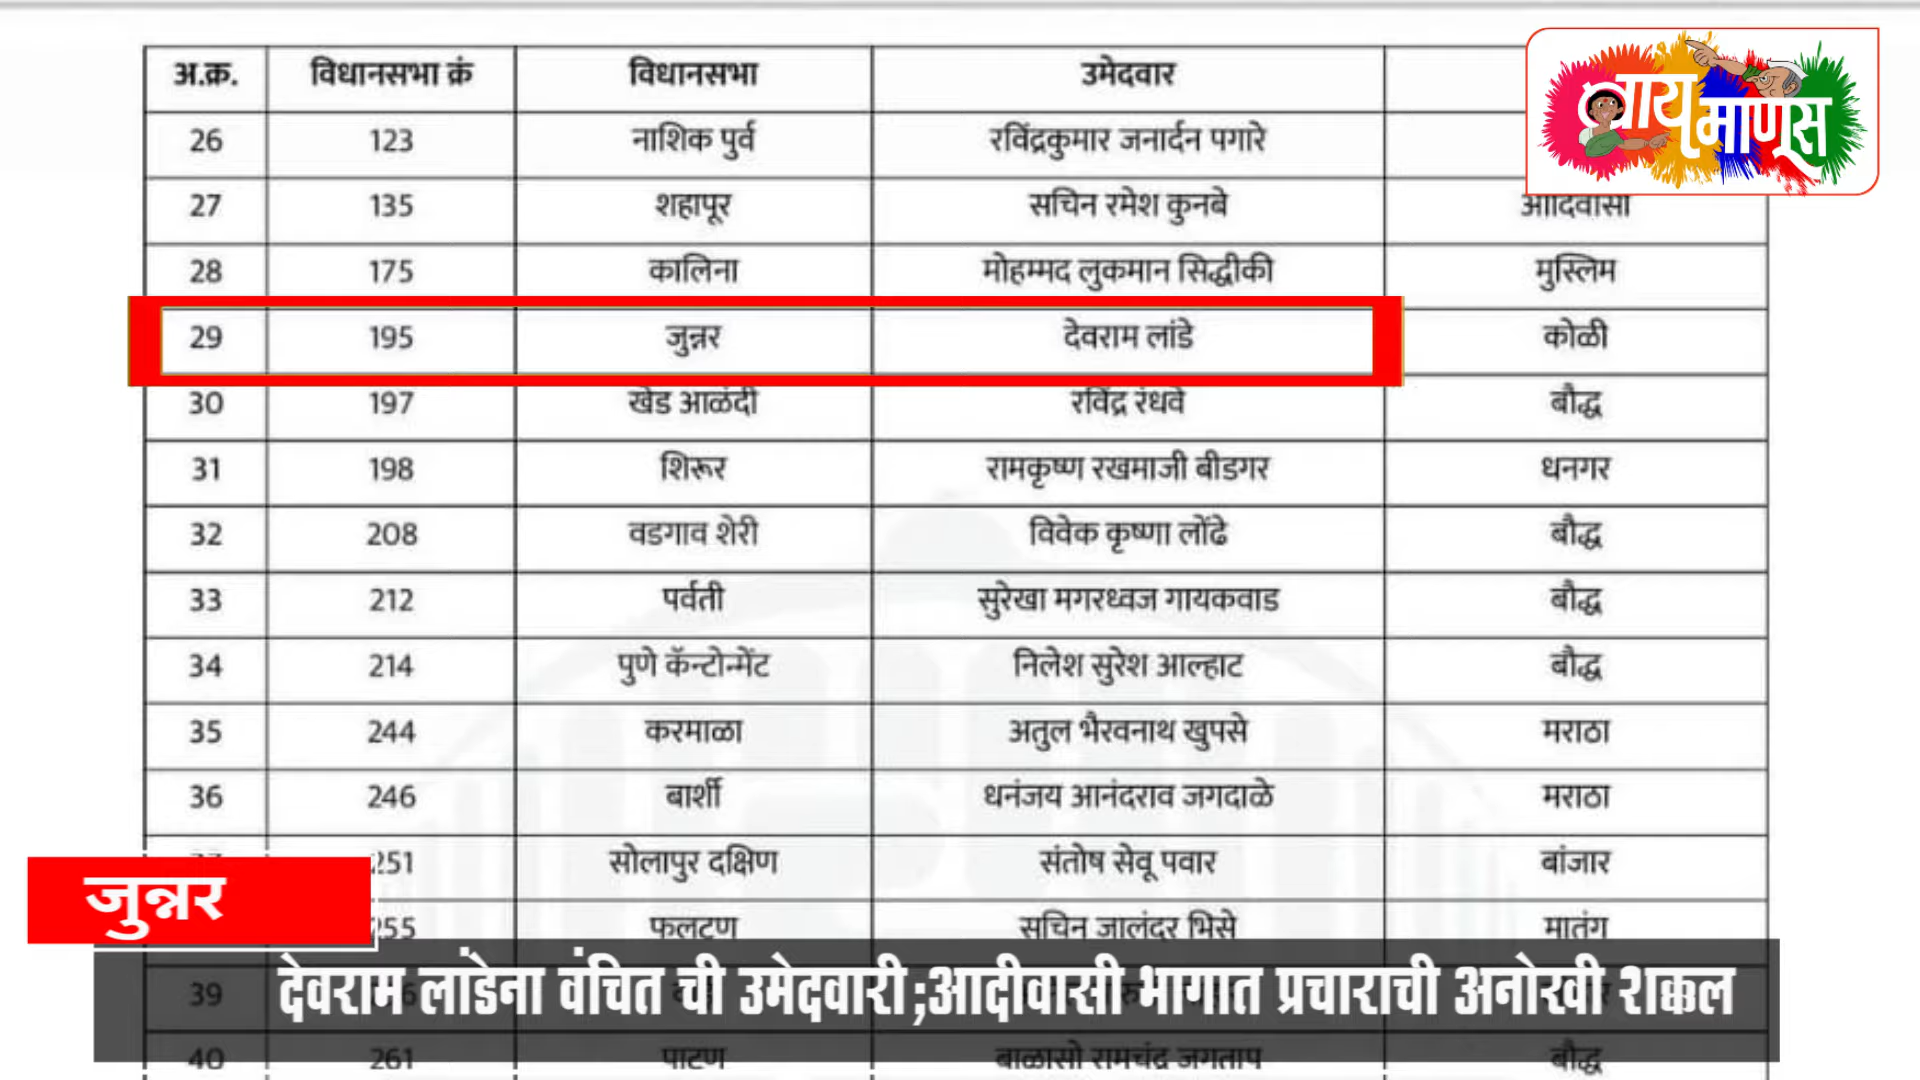 अ.क्र. विधानसभा क्रं विधानसभा उमेदवार
बाय माणूस
26 123 नाशिक पुर्व रविंद्रकुमार जनार्दन पगारे
27 135 शहापूर सचिन रमेश कुनबे आदिवासी
28 175 कालिना मोहम्मद लुकमान सिद्धीकी मुस्लिम
29 195 जुन्नर देवराम लांडे कोळी
30 197 खेड आळंदी रविंद्र रंधवे बौद्ध
31 198 शिरूर रामकृष्ण रखमाजी बीडगर धनगर
32 208 वडगाव शेरी विवेक कृष्णा लोंढे बौद्ध
33 212 पर्वती सुरेखा मगरध्वज गायकवाड बौद्ध
34 214 पुणे कॅन्टोन्मेंट निलेश सुरेश आल्हाट बौद्ध
35 244 करमाळा अतुल भैरवनाथ खुपसे मराठा
36 246 बार्शी धनंजय आनंदराव जगदाळे मराठा
251 सोलापुर दक्षिण संतोष सेवू पवार बांजार
जुन्नर
255 फलटण सचिन जालंदर भिसे मातंग
39
देवराम लांडेना वंचित ची उमेदवारी;आदीवासी भागात प्रचाराची अनोखी शक्कल
40 261 पाटण बाळासो रामचंद्र जगताप बौद्ध